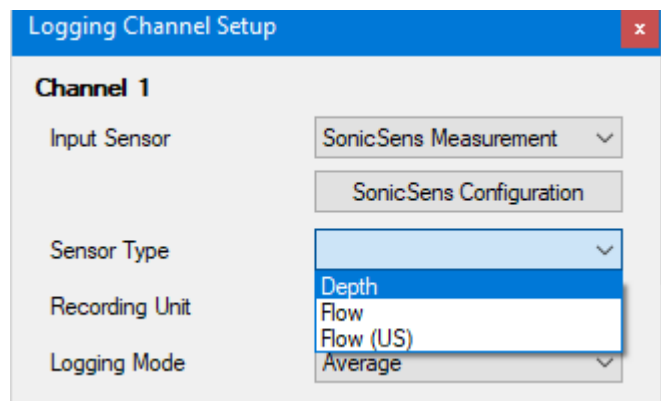 Logging Channel Setup
x
Channel 1
Input Sensor
SonicSens Measurement
SonicSens Configuration
Sensor Type
Depth
Recording Unit
Flow
Flow (US)
Logging Mode
Average